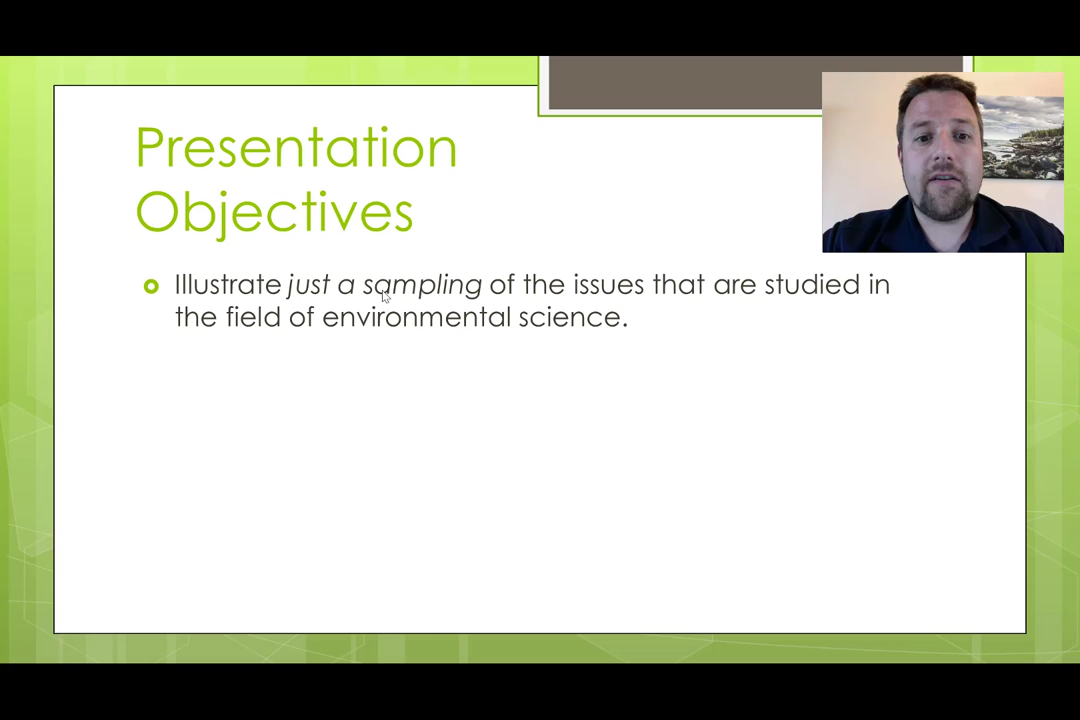 Presentation
Objectives
Illustrate just a sampling of the issues that are studied in
the field of environmental science.